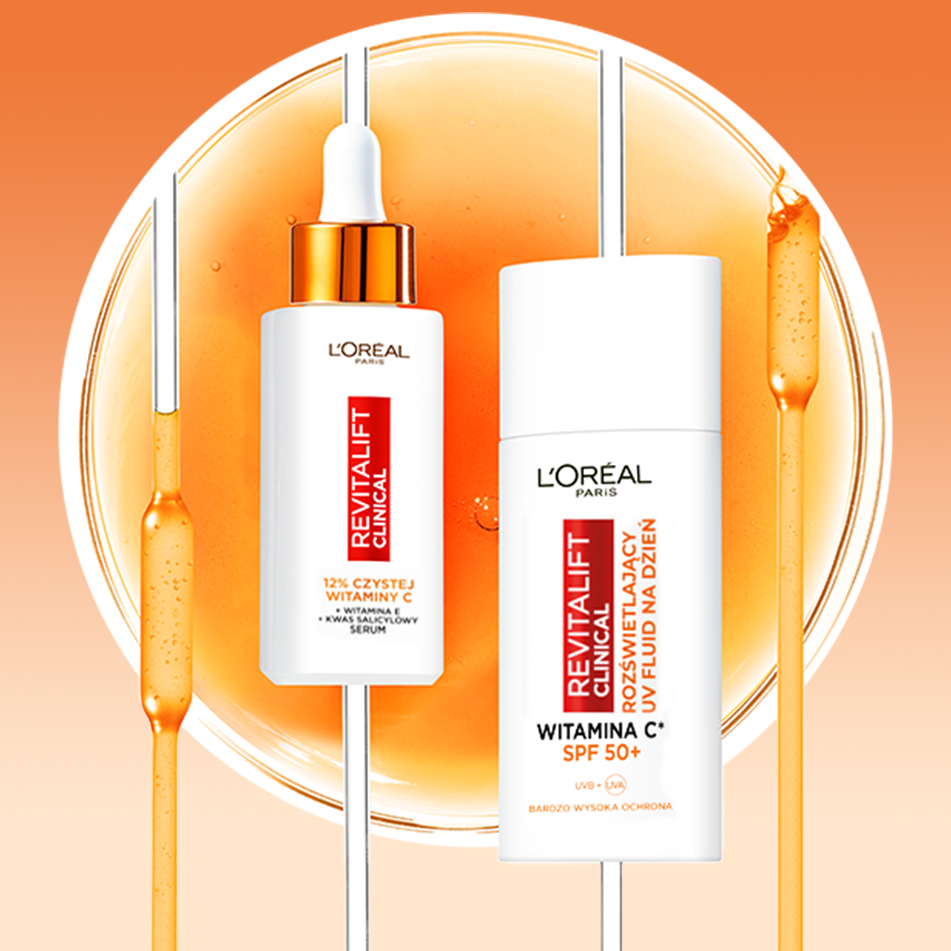 L'ORÉAL
PARiS
REVITALIFT
CLINICAL
12% CZYSTEJ
WITAMINY C
+ WITAMINA E
+ KWAS SALICYLOWY
SERUM
L'ORÉAL
PARiS
REVITALIFT
CLINICAL
ROZŚWIETLAJĄCY
UV FLUID NA DZIEŃ
WITAMINA C*
SPF 50+
UVB + UVA
BARDZO WYSOKA OCHRONA